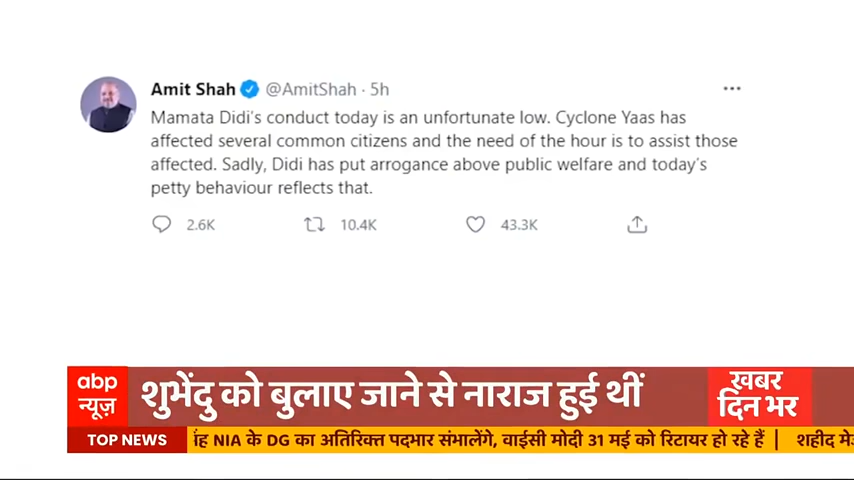 Amit Shah @AmitShah · 5h
Mamata Didi's conduct today is an unfortunate low. Cyclone Yaas has
affected several common citizens and the need of the hour is to assist those
affected. Sadly, Didi has put arrogance above public welfare and today's
petty behaviour reflects that.
2.6K 10.4K 43.3K
abp
न्यूज़
शुभेंदु को बुलाए जाने से नाराज हुई थीं
ख़बर
दिन भर
TOP NEWS
NIA के DG का अतिरिक्त पदभार संभालेंगे, वाईसी मोदी 31 मई को रिटायर हो रहे हैं | शहीद